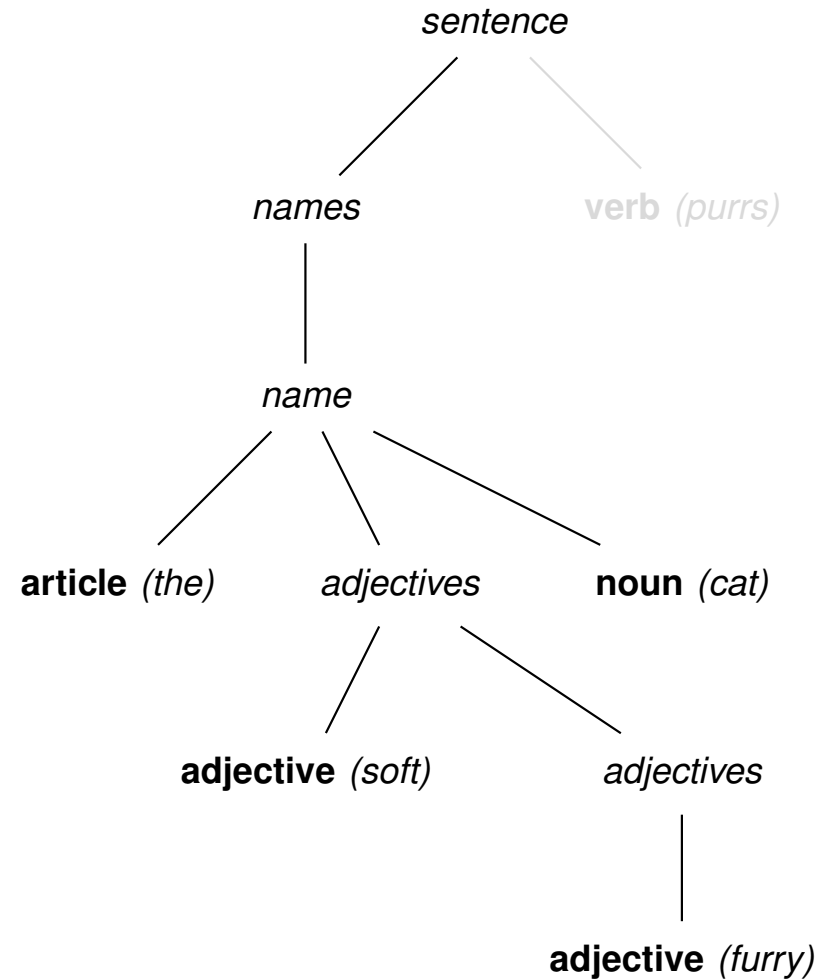 sentence
names verb (purrs)
name
article (the) adjectives noun (cat)
adjective (soft) adjectives
adjective (furry)